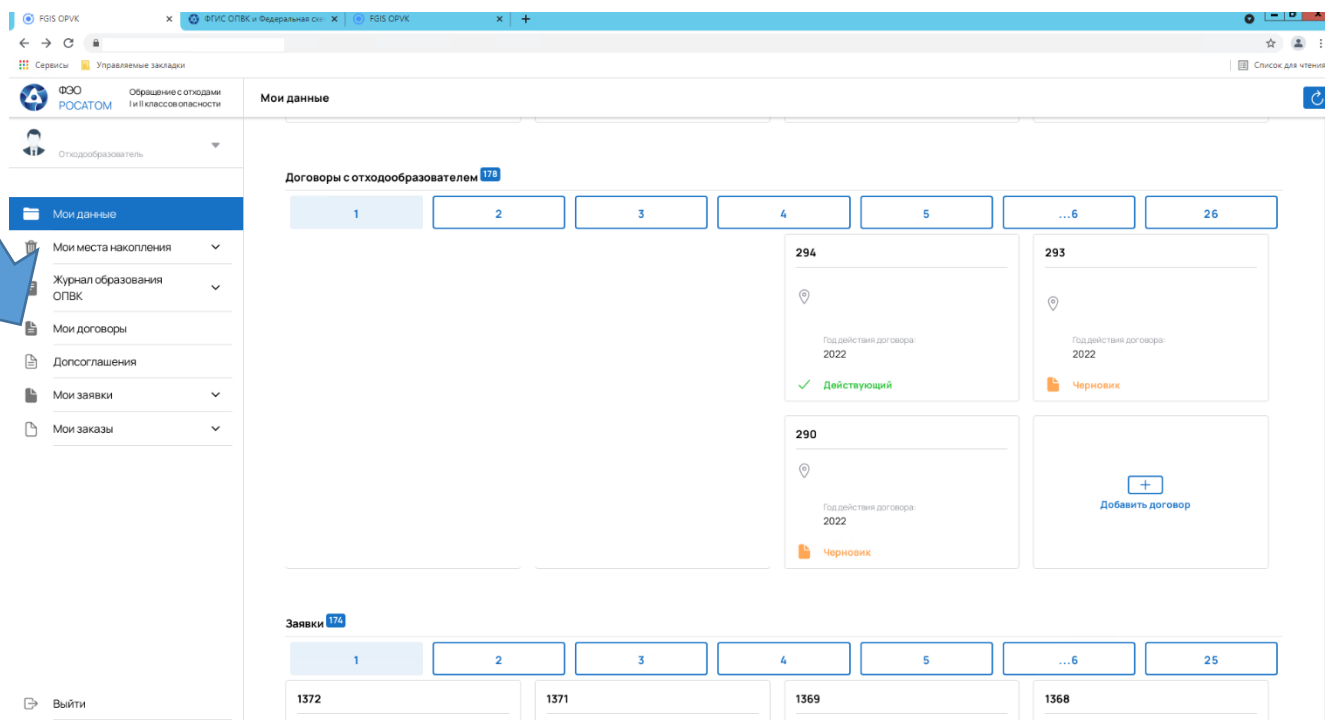 FGIS OPVK
ФГИС ОПВК и Федеральная схе
FGIS OPVK
Сервисы
Управляемые закладки
Список для чтения
ФЭО
РОСАТОМ
Обращение с отходами
I и II классов опасности
Мои данные
Отходообразователь
Мои данные
Мои места накопления
Журнал образования
ОПВК
Мои договоры
Допсоглашения
Мои заявки
Мои заказы
Выйти
Договоры с отходообразователем 178
1 2 3 4 5 ...6 26
294
Год действия договора:
2022
Действующий
293
Год действия договора:
2022
Черновик
290
Год действия договора:
2022
Черновик
Добавить договор
Заявки 174
1 2 3 4 5 ...6 25
1372 1371 1369 1368